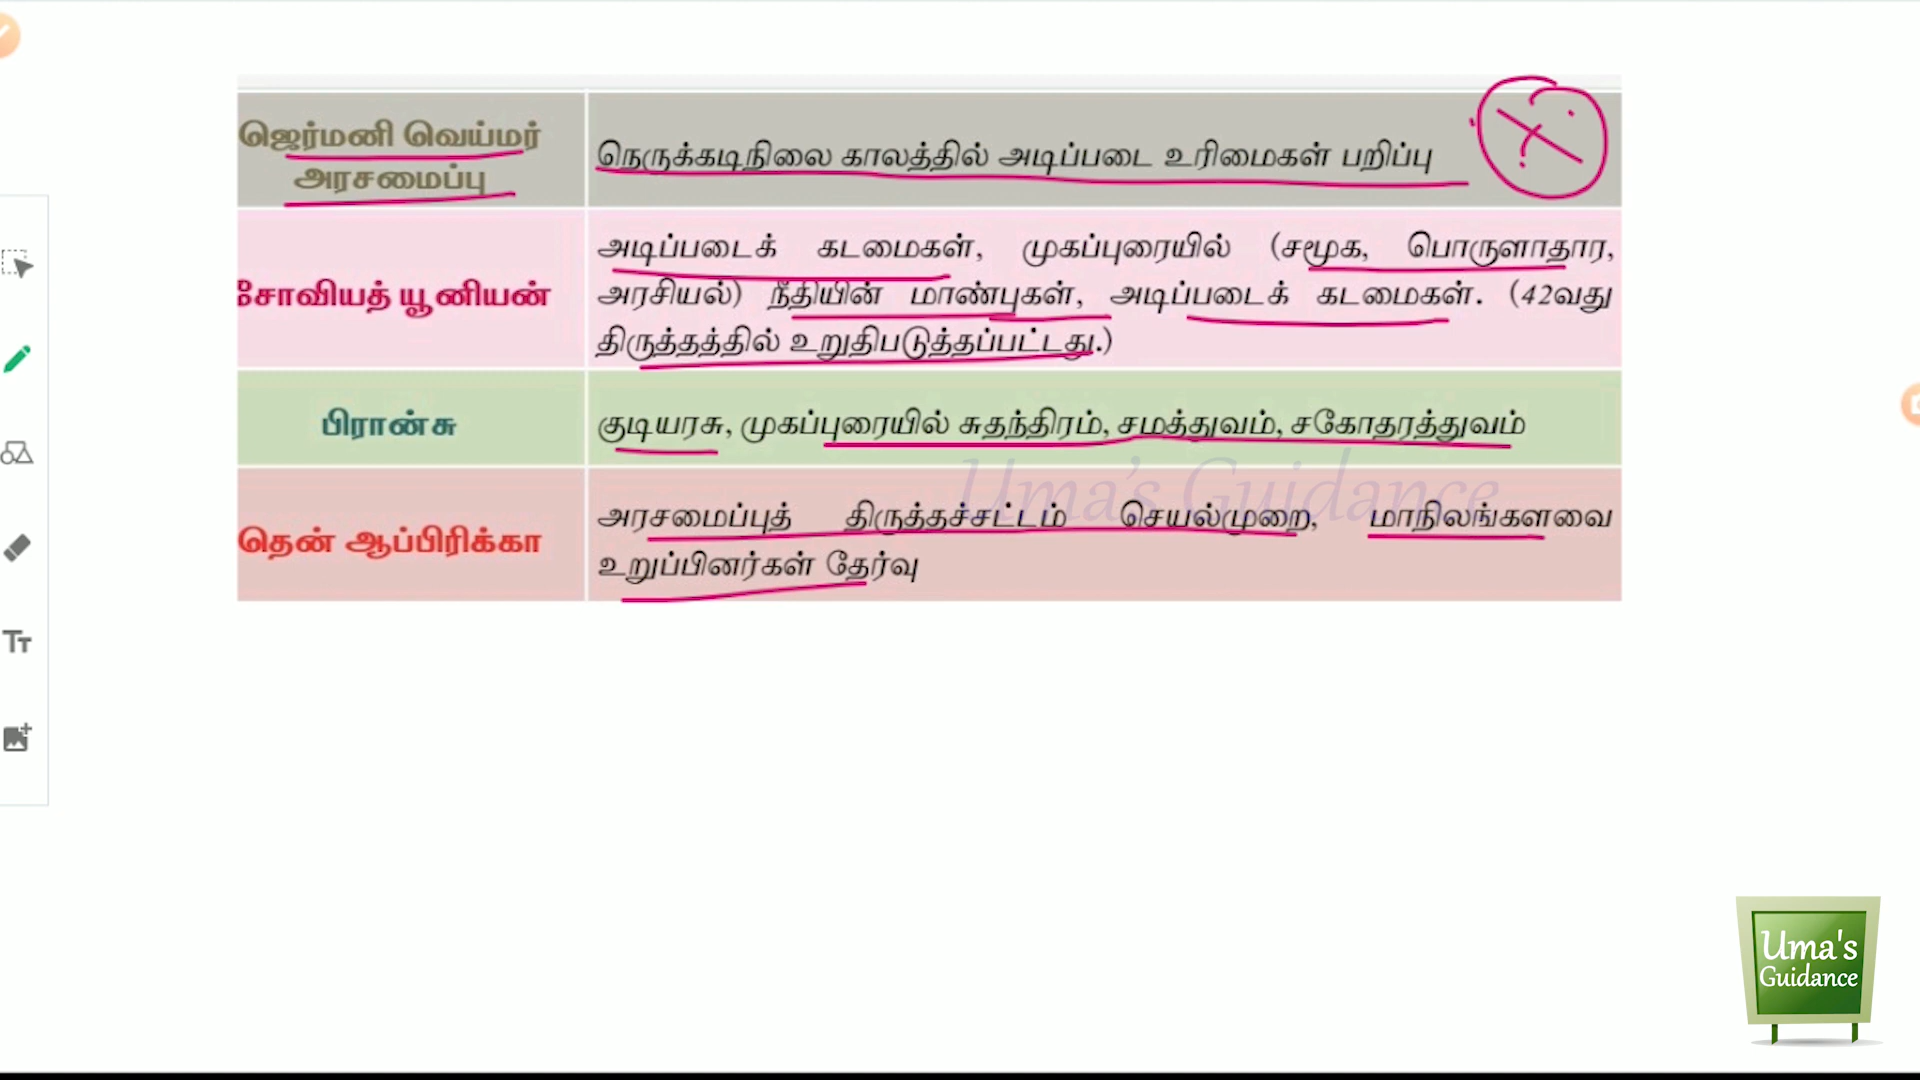 ஜெர்மனி வெய்மர்
அரசமைப்பு
நெருக்கடிநிலை காலத்தில் அடிப்படை உரிமைகள் பறிப்பு
சோவியத் யூனியன்
அடிப்படைக் கடமைகள், முகப்புரையில் (சமூக, பொருளாதார,
அரசியல்) நீதியின் மாண்புகள், அடிப்படைக் கடமைகள். (42வது
திருத்தத்தில் உறுதிபடுத்தப்பட்டது.)
பிரான்சு
குடியரசு, முகப்புரையில் சுதந்திரம், சமத்துவம், சகோதரத்துவம்
தென் ஆப்பிரிக்கா
அரசமைப்புத் திருத்தச்சட்டம் செயல்முறை, மாநிலங்களவை
உறுப்பினர்கள் தேர்வு
Uma's Guidance
Tт
Uma's
Guidance